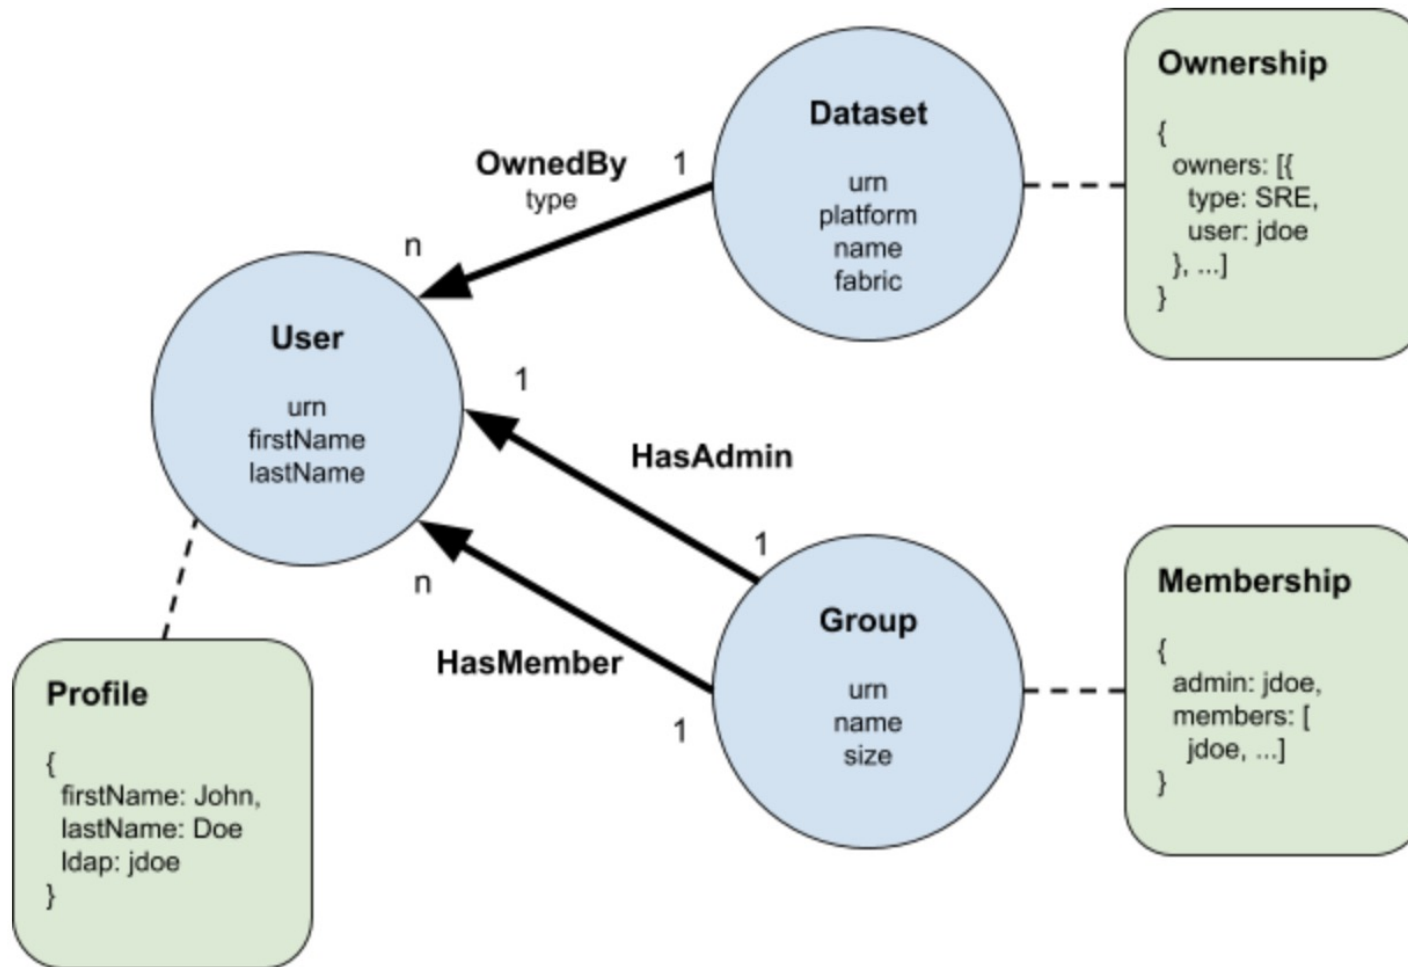 Dataset
urn
platform
name
fabric
Ownership
{
owners: [{
type: SRE,
user: jdoe
}, ...]
}
OwnedBy
type
1
n
User
urn
firstName
lastName
1
HasAdmin
1
n
HasMember
1
Group
urn
name
size
Membership
{
admin: jdoe,
members: [
jdoe, ...]
}
Profile
{
firstName: John,
lastName: Doe
ldap: jdoe
}